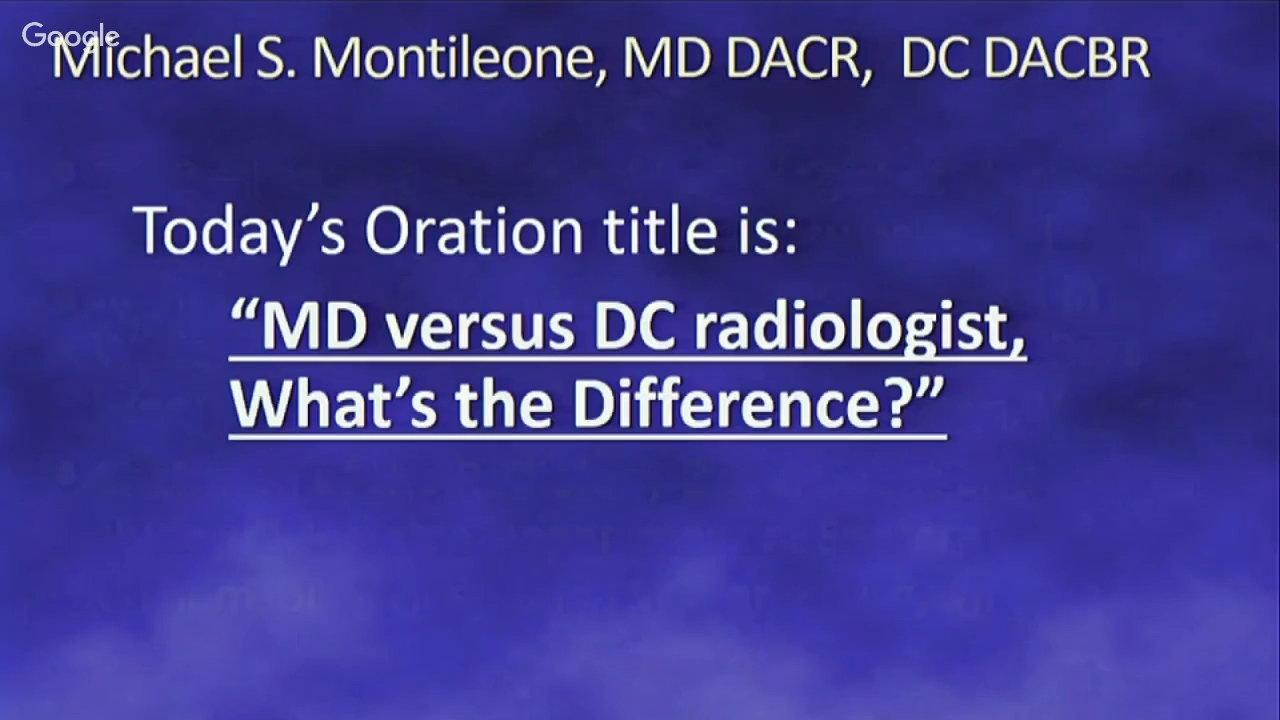 Google
Michael S. Montileone, MD DACR, DC DACBR
Today’s Oration title is:
“MD versus DC radiologist,
What’s the Difference?”